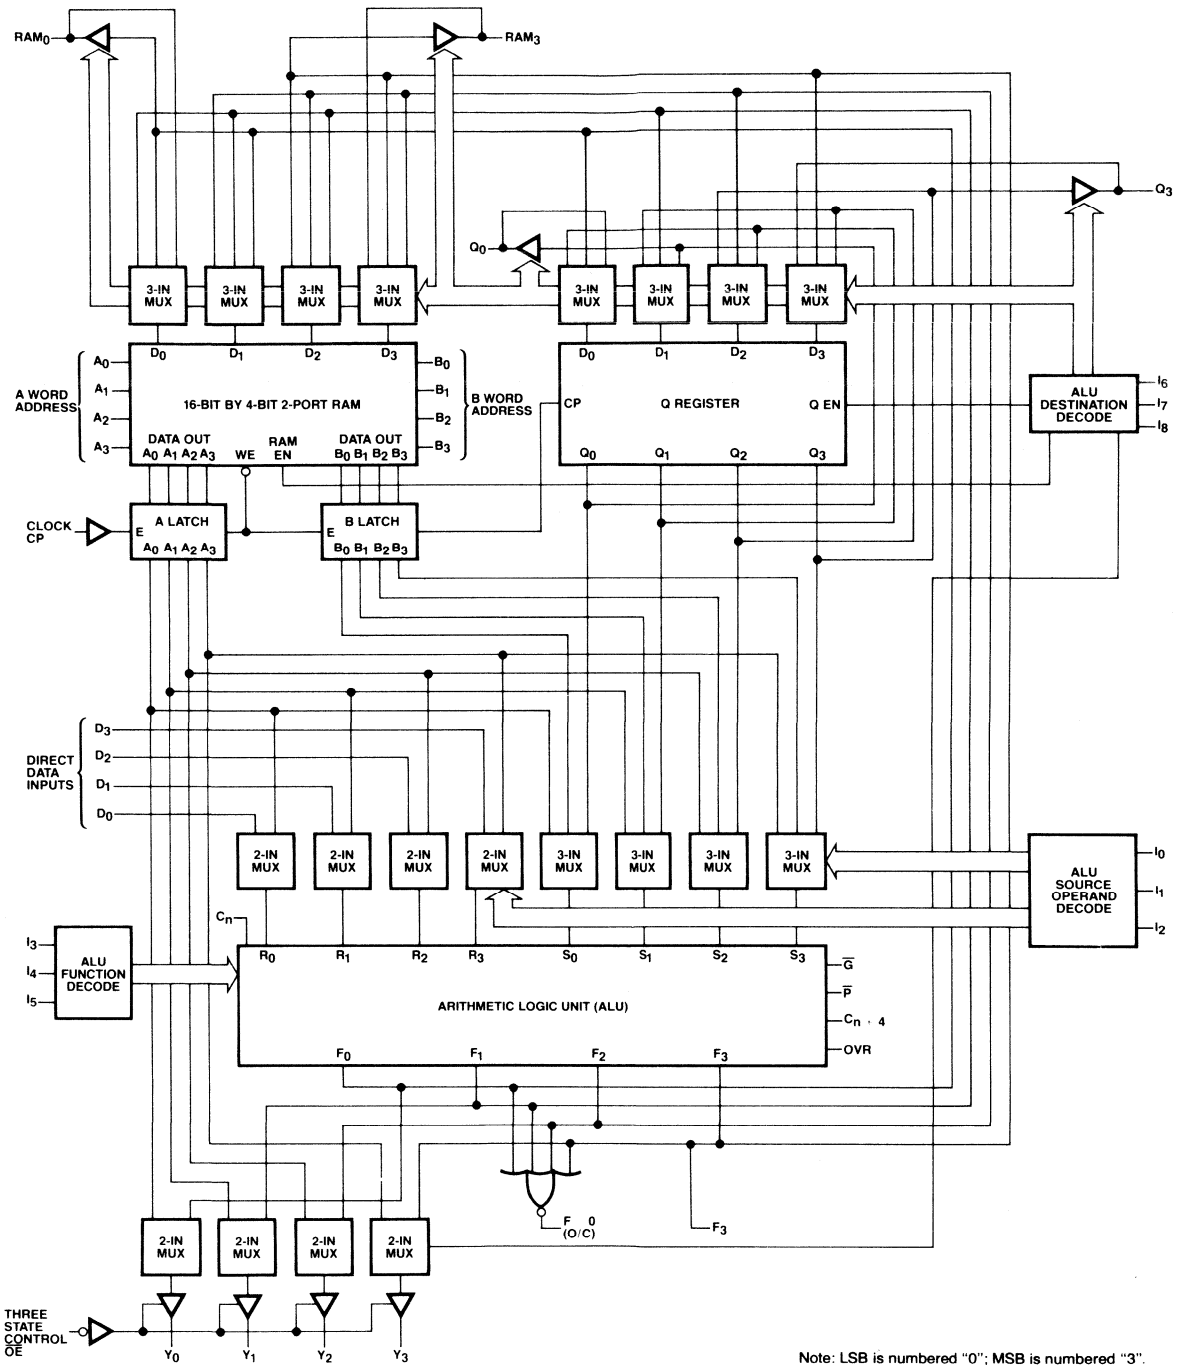 RAM0
RAM3
Q3
Q0
3-IN MUX
3-IN MUX
3-IN MUX
3-IN MUX
3-IN MUX
3-IN MUX
3-IN MUX
3-IN MUX
A WORD ADDRESS
A0
A1
A2
A3
D0 D1 D2 D3
16-BIT BY 4-BIT 2-PORT RAM
DATA OUT
A0 A1 A2 A3
WE
RAM EN
DATA OUT
B0 B1 B2 B3
B0
B1
B2
B3
B WORD ADDRESS
D0 D1 D2 D3
CP
Q REGISTER
Q EN
Q0 Q1 Q2 Q3
ALU DESTINATION DECODE
I6
I7
I8
CLOCK CP
E
A LATCH
A0 A1 A2 A3
E
B LATCH
B0 B1 B2 B3
DIRECT DATA INPUTS
D3
D2
D1
D0
2-IN MUX
2-IN MUX
2-IN MUX
2-IN MUX
3-IN MUX
3-IN MUX
3-IN MUX
3-IN MUX
ALU SOURCE OPERAND DECODE
I0
I1
I2
Cn
I3
I4
I5
ALU FUNCTION DECODE
R0 R1 R2 R3 S0 S1 S2 S3
ARITHMETIC LOGIC UNIT (ALU)
G̅
P̅
Cn + 4
OVR
F0 F1 F2 F3
F 0
(O/C)
F3
2-IN MUX
2-IN MUX
2-IN MUX
2-IN MUX
THREE STATE CONTROL O̅E̅
Y0 Y1 Y2 Y3
Note: LSB is numbered “0”; MSB is numbered “3”.